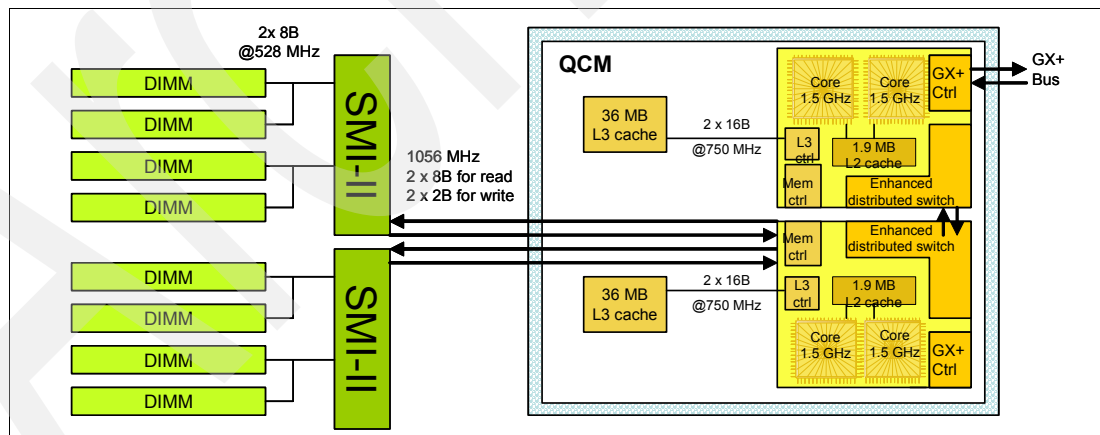 2x 8B
@528 MHz
DIMM
DIMM
DIMM
DIMM
SMI-II
DIMM
DIMM
DIMM
DIMM
SMI-II
1056 MHz
2 x 8B for read
2 x 2B for write
QCM
36 MB
L3 cache
2 x 16B
@750 MHz
Core
1.5 GHz
Core
1.5 GHz
GX+
Ctrl
GX+
Bus
L3
ctrl
1.9 MB
L2 cache
Mem
ctrl
Enhanced
distributed switch
Mem
ctrl
Enhanced
distributed switch
36 MB
L3 cache
2 x 16B
@750 MHz
L3
ctrl
1.9 MB
L2 cache
Core
1.5 GHz
Core
1.5 GHz
GX+
Ctrl